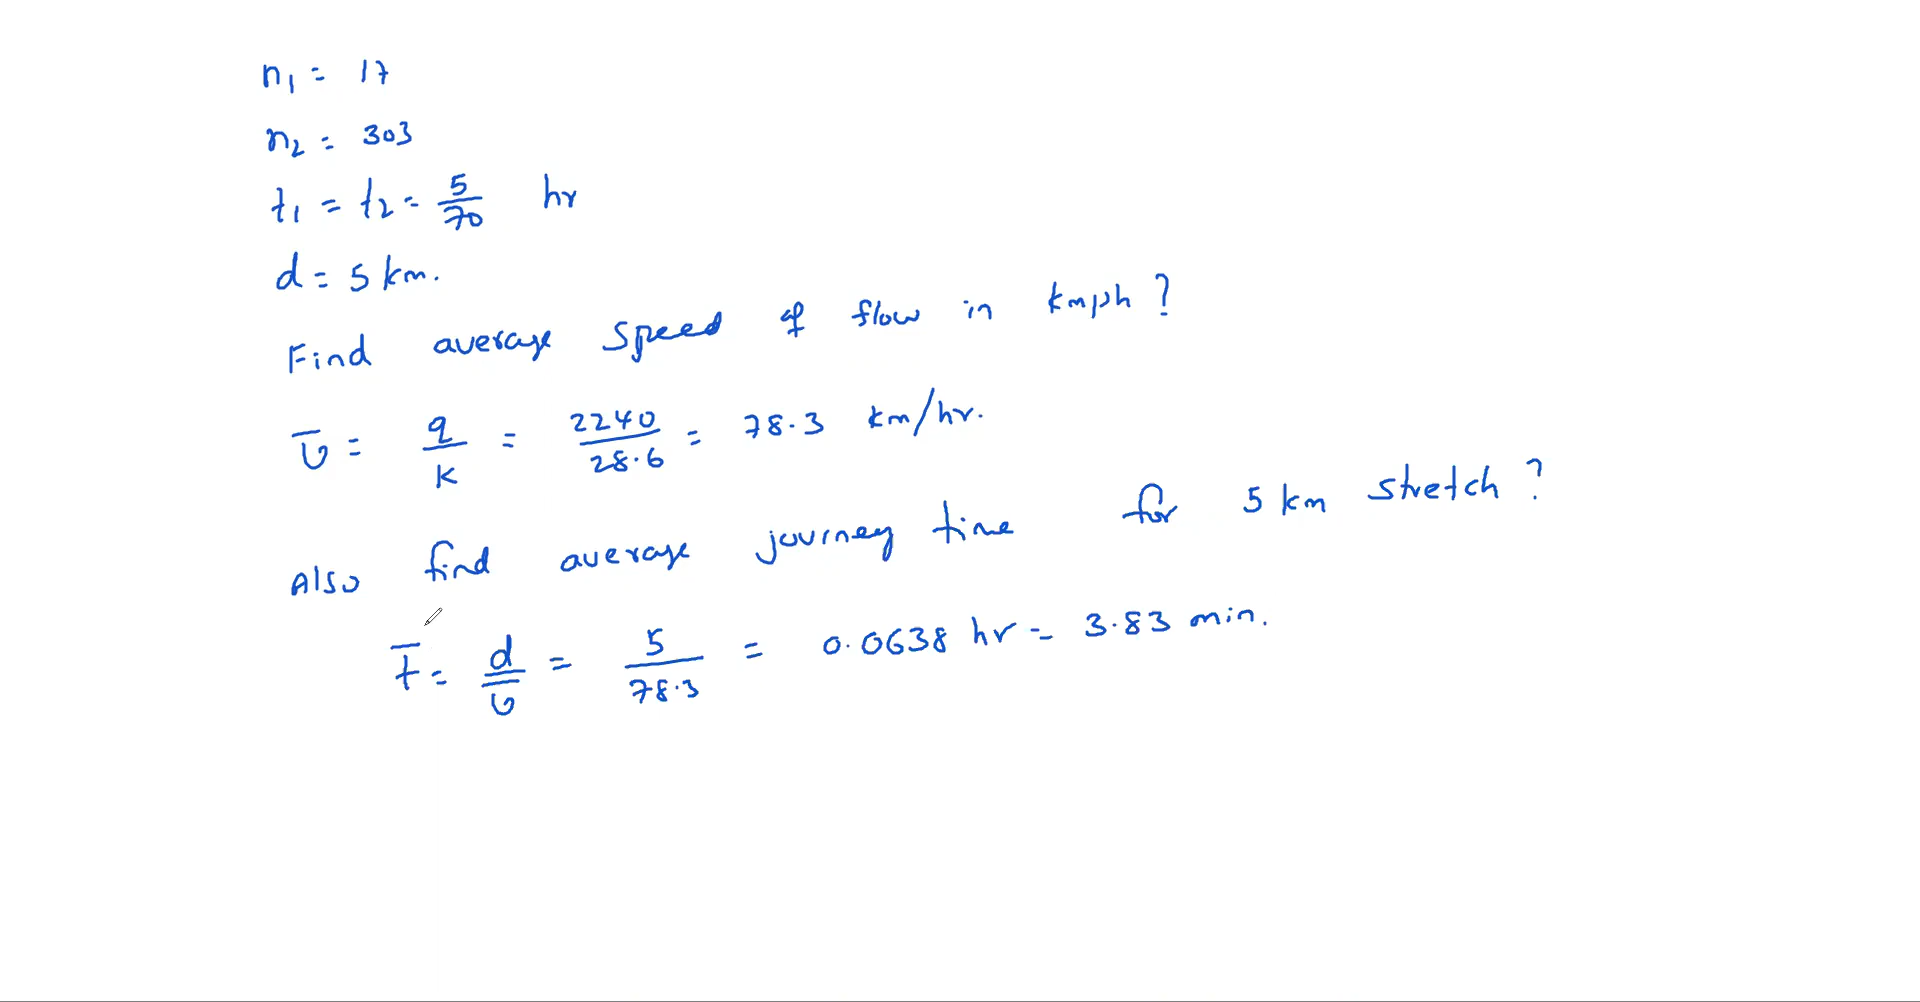 n₁ = 17
n₂ = 303
t₁ = t₂ = 5/70 hr
d = 5 km.
Find average speed of flow in kmph?
v̅ = q/k = 2240/28.6 = 78.3 km/hr.
Also find average journey time for 5 km stretch?
t̅ = d/v̅ = 5/78.3 = 0.0638 hr = 3.83 min.